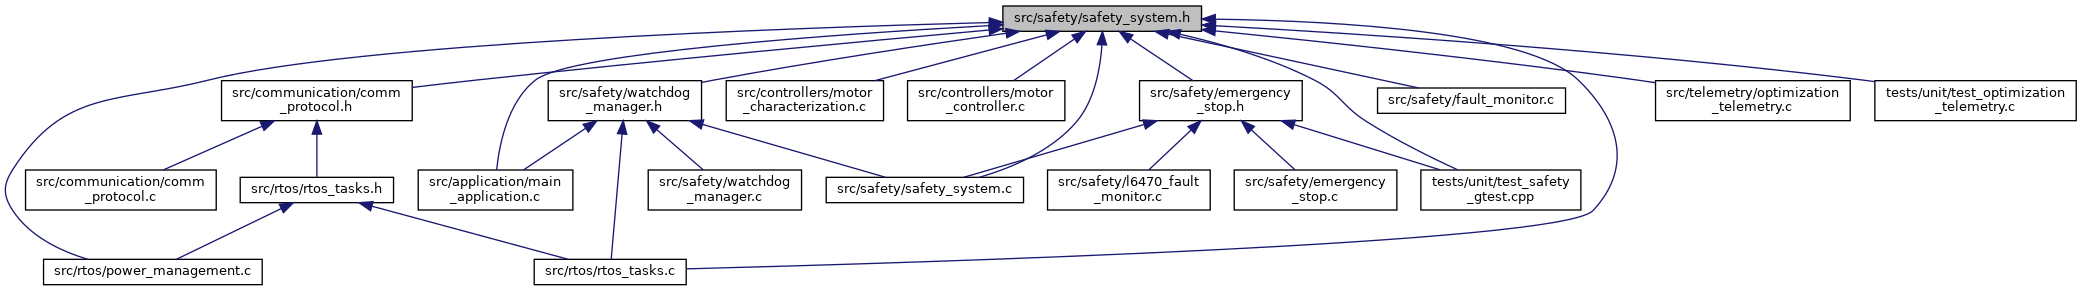 src/safety/safety_system.h
src/communication/comm
_protocol.h
src/safety/watchdog
_manager.h
src/controllers/motor
_characterization.c
src/controllers/motor
_controller.c
src/safety/emergency
_stop.h
src/safety/fault_monitor.c
src/telemetry/optimization
_telemetry.c
tests/unit/test_optimization
_telemetry.c
src/communication/comm
_protocol.c
src/rtos/rtos_tasks.h
src/application/main
_application.c
src/safety/watchdog
_manager.c
src/safety/safety_system.c
src/safety/l6470_fault
_monitor.c
src/safety/emergency
_stop.c
tests/unit/test_safety
_gtest.cpp
src/rtos/power_management.c
src/rtos/rtos_tasks.c